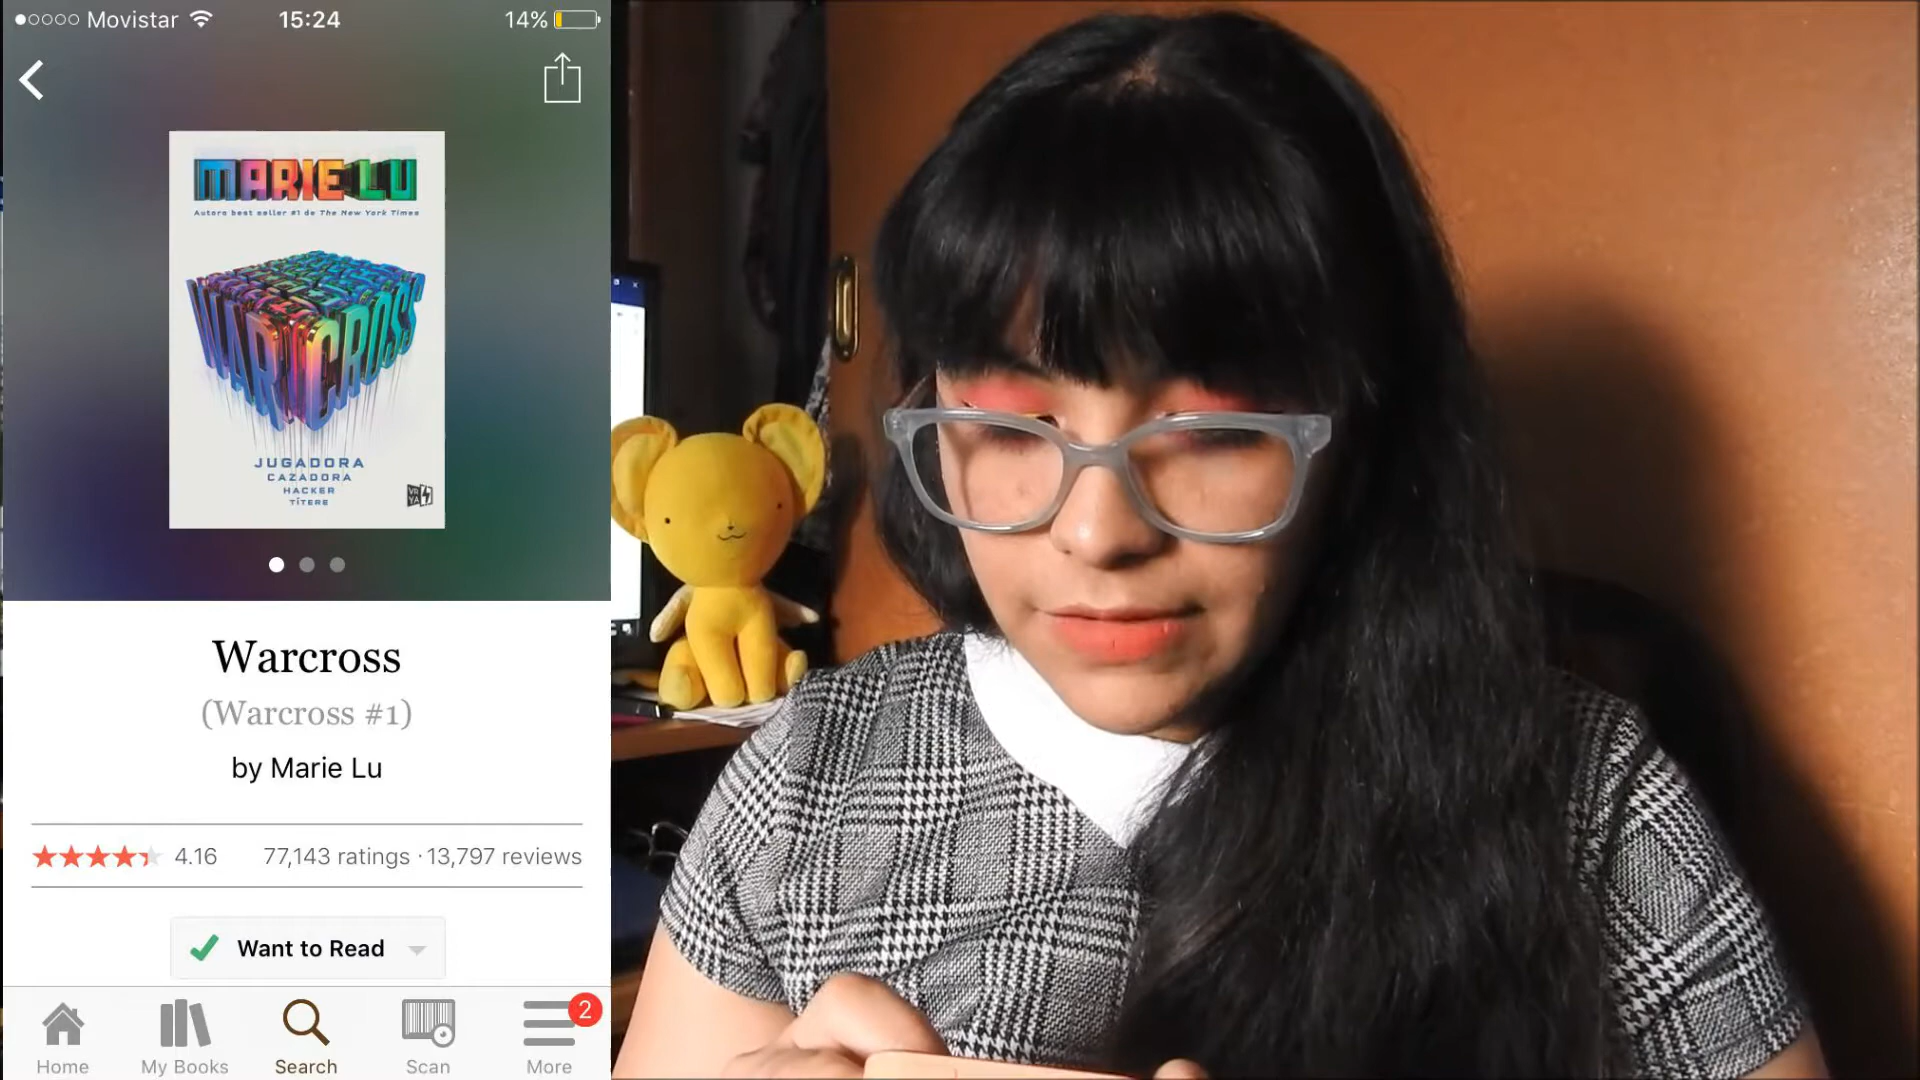 Movistar 15:24 14%
MARIE LU
Autora best seller #1 de The New York Times
WARCROSS
JUGADORA
CAZADORA
HACKER
TÍTERE
VR
YA
Warcross
(Warcross #1)
by Marie Lu
4.16 77,143 ratings · 13,797 reviews
Want to Read
2
Home My Books Search Scan More